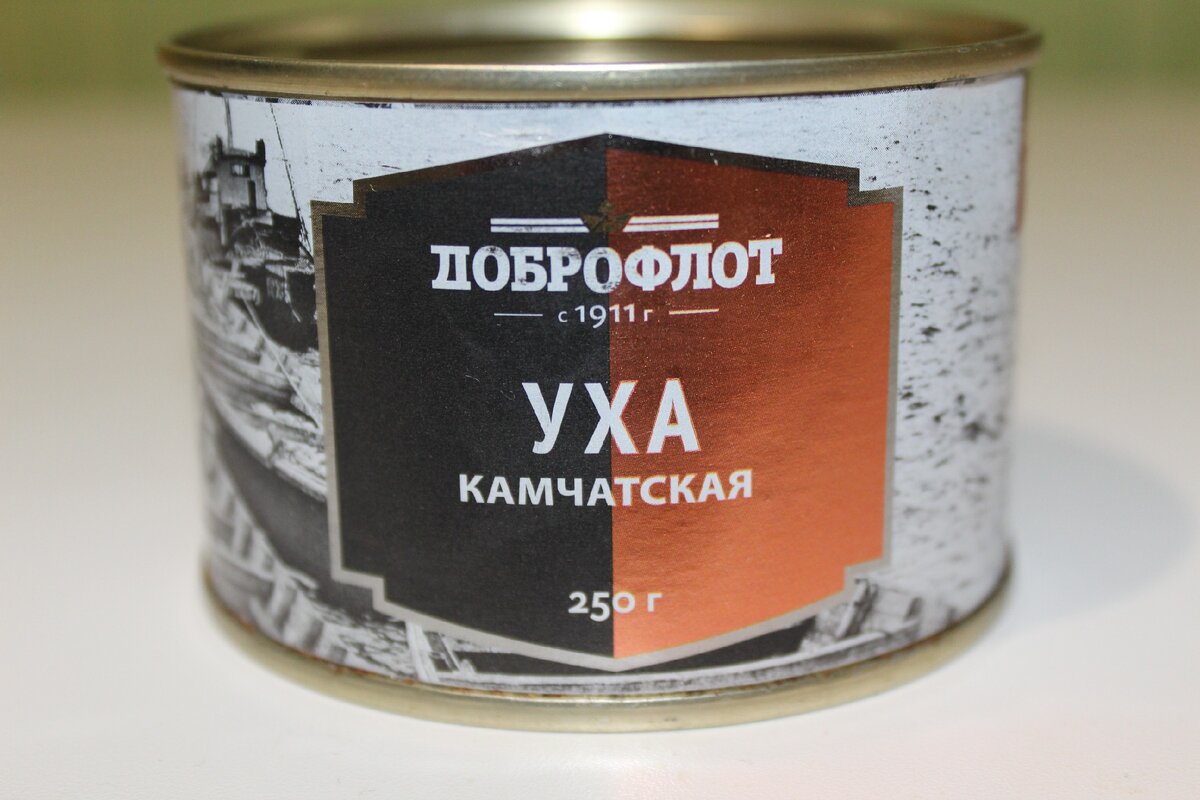 ДОБРОФЛОТ
с 1911 г
УХА
КАМЧАТСКАЯ
250 г